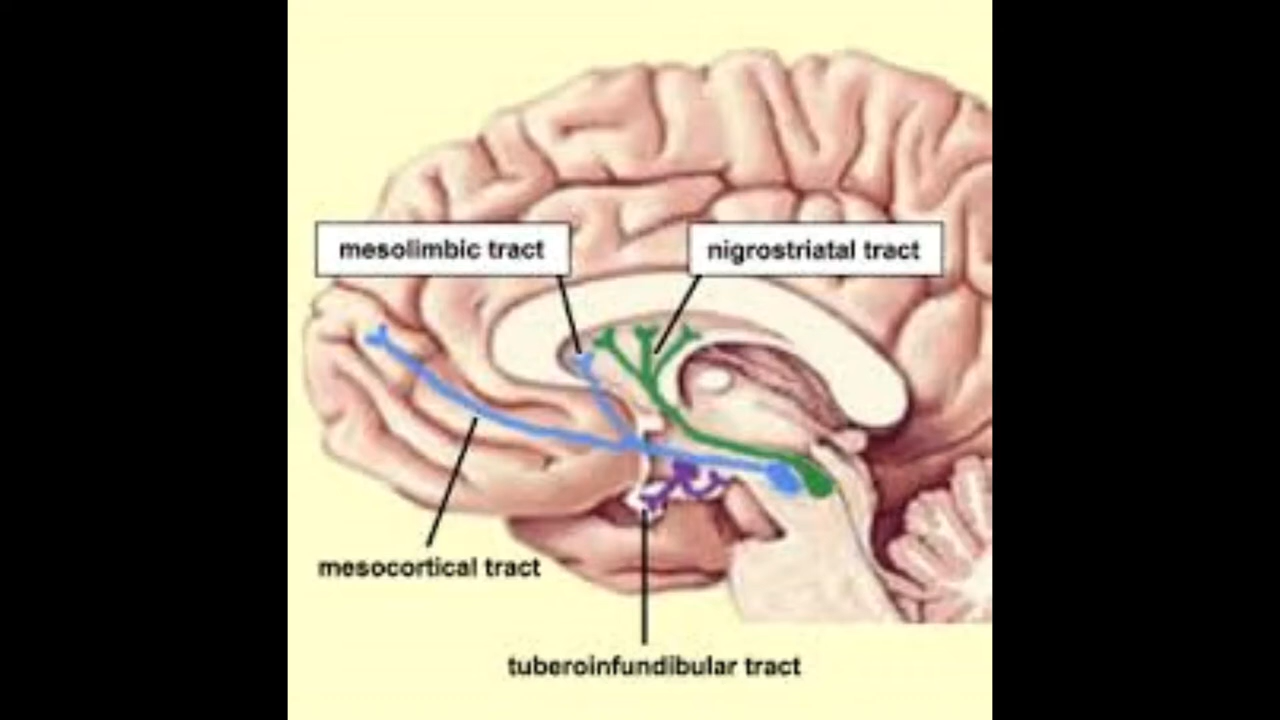 mesolimbic tract
nigrostriatal tract
mesocortical tract
tuberoinfundibular tract